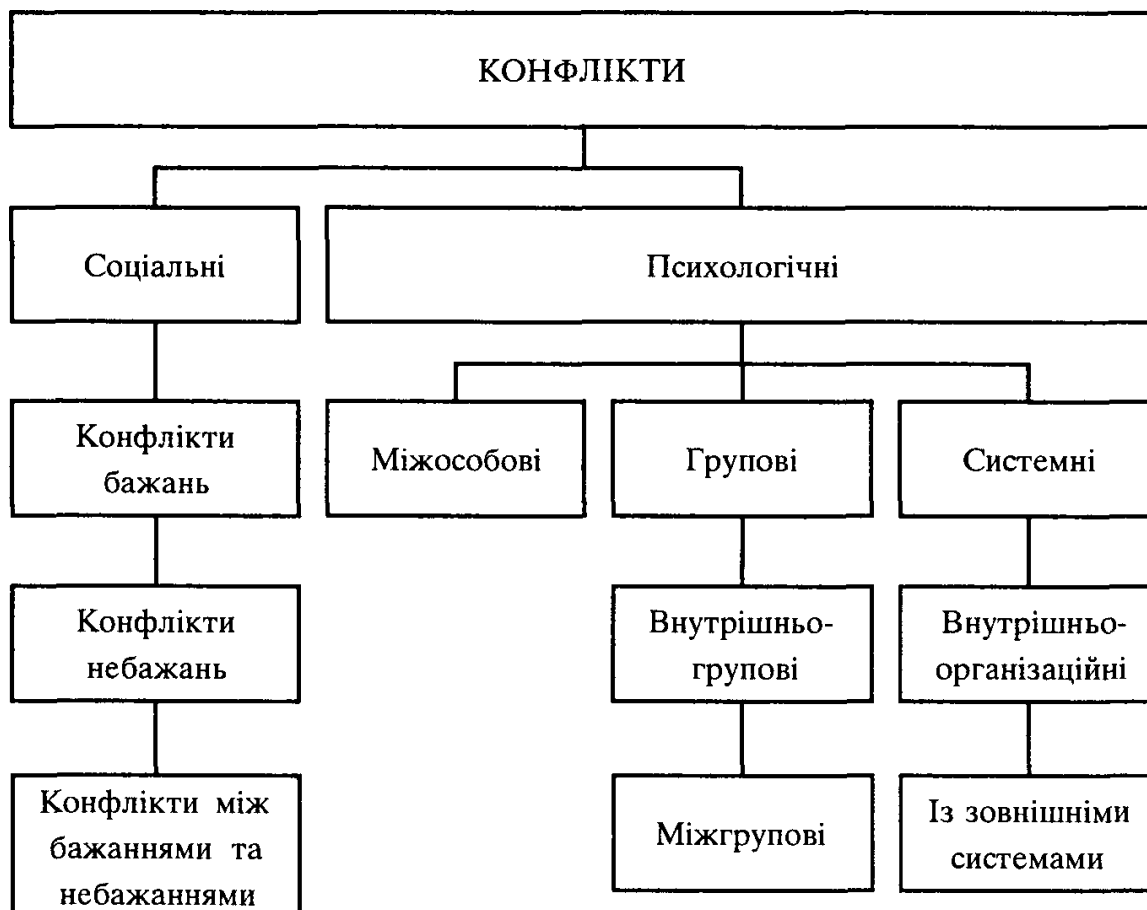 КОНФЛІКТИ
Соціальні
Психологічні
Конфлікти
бажань
Міжособові
Групові
Системні
Конфлікти
небажань
Внутрішньо-
групові
Внутрішньо-
організаційні
Конфлікти між
бажаннями та
небажаннями
Міжгрупові
Із зовнішніми
системами